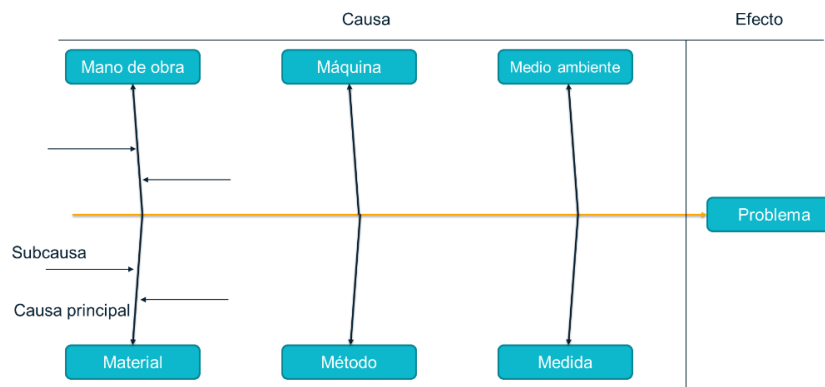 Causa
Efecto
Mano de obra
Máquina
Medio ambiente
Problema
Subcausa
Causa principal
Material
Método
Medida